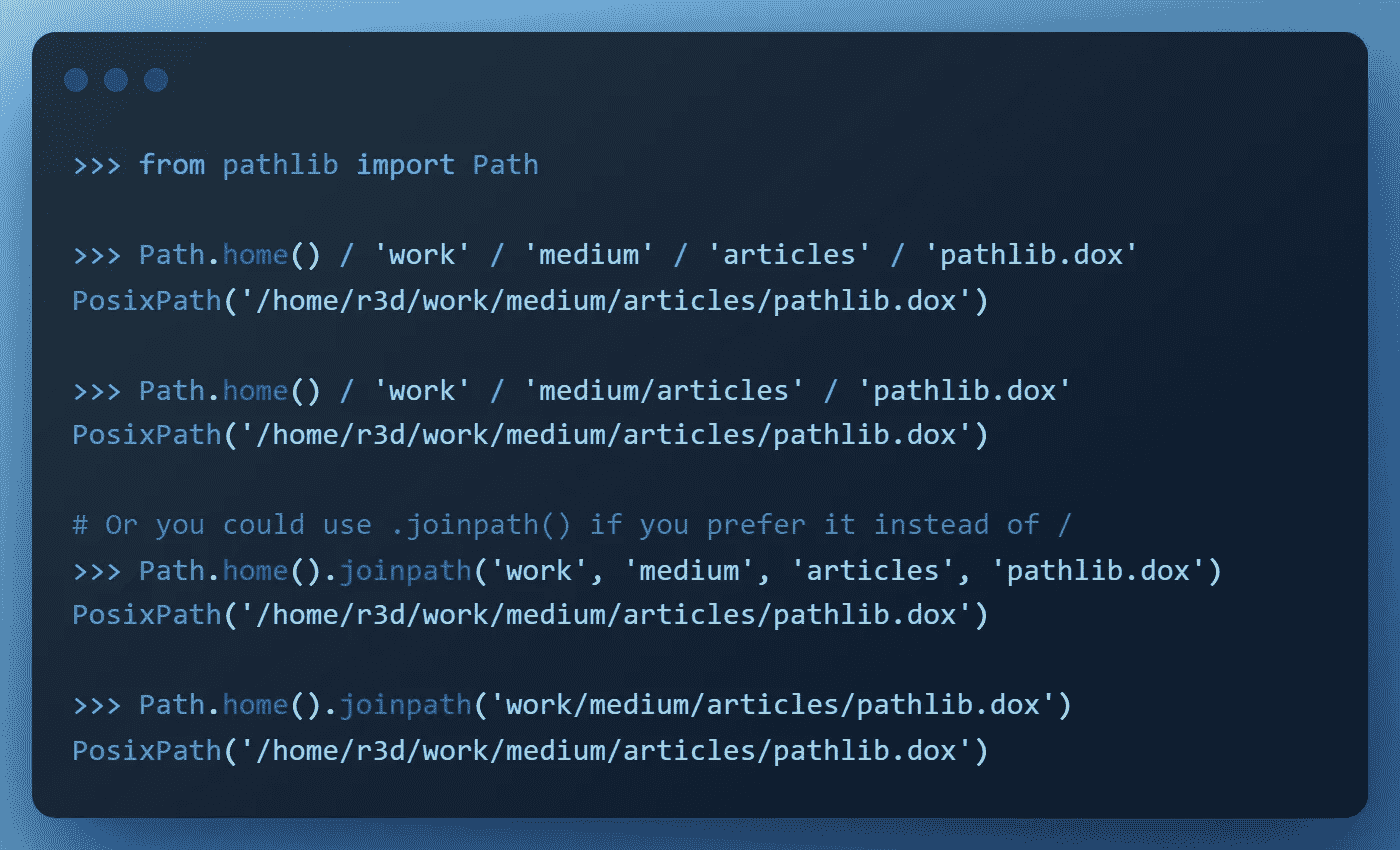 >>> from pathlib import Path
>>> Path.home() / 'work' / 'medium' / 'articles' / 'pathlib.dox'
PosixPath('/home/r3d/work/medium/articles/pathlib.dox')
>>> Path.home() / 'work' / 'medium/articles' / 'pathlib.dox'
PosixPath('/home/r3d/work/medium/articles/pathlib.dox')
# Or you could use .joinpath() if you prefer it instead of /
>>> Path.home().joinpath('work', 'medium', 'articles', 'pathlib.dox')
PosixPath('/home/r3d/work/medium/articles/pathlib.dox')
>>> Path.home().joinpath('work/medium/articles/pathlib.dox')
PosixPath('/home/r3d/work/medium/articles/pathlib.dox')